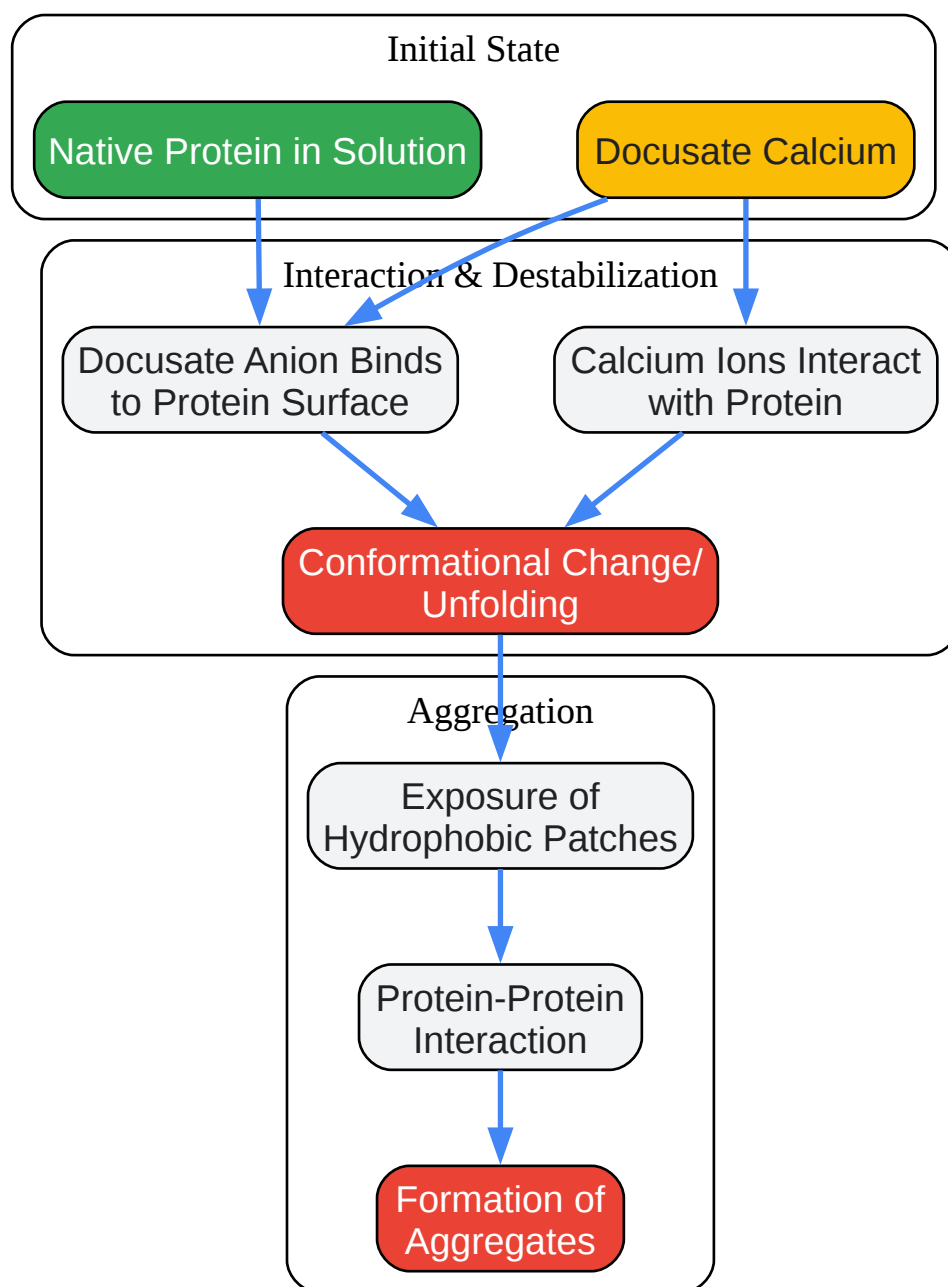 Initial State
Native Protein in Solution
Docusate Calcium
Interaction & Destabilization
Docusate Anion Binds
to Protein Surface
Calcium Ions Interact
with Protein
Conformational Change/
Unfolding
Aggregation
Exposure of
Hydrophobic Patches
Protein-Protein
Interaction
Formation of
Aggregates